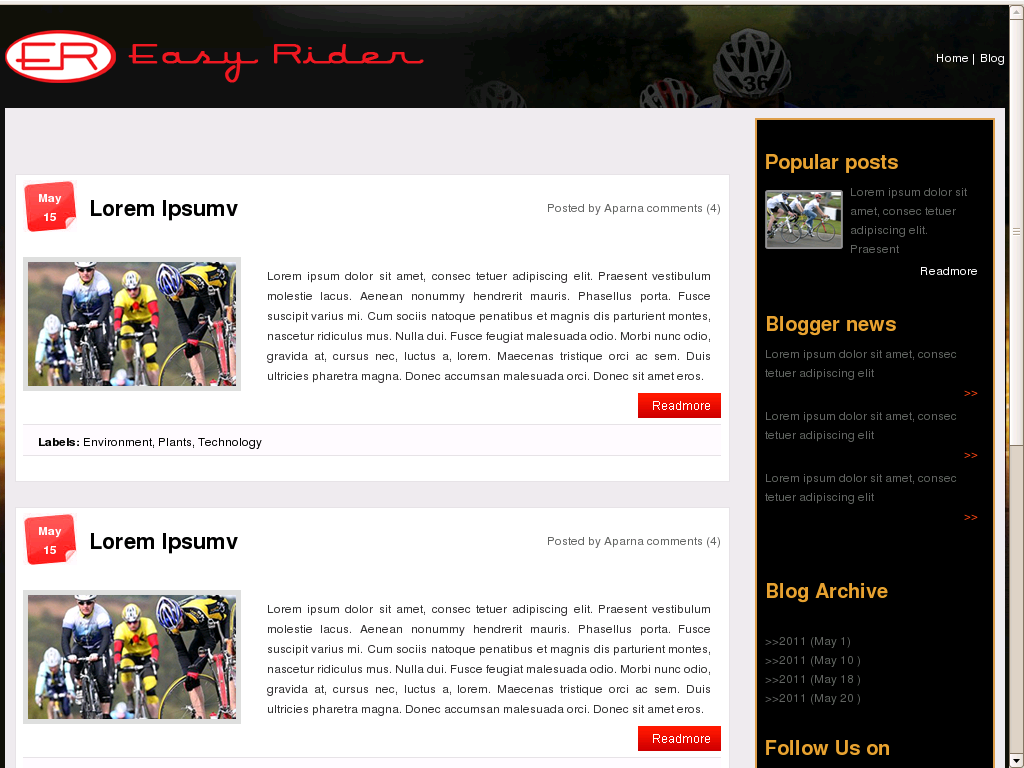 ER Easy Rider
Home | Blog
36
May
15
Lorem Ipsumv
Posted by Aparna comments (4)
Lorem ipsum dolor sit amet, consec tetuer adipiscing elit. Praesent vestibulum
molestie lacus. Aenean nonummy hendrerit mauris. Phasellus porta. Fusce
suscipit varius mi. Cum sociis natoque penatibus et magnis dis parturient montes,
nascetur ridiculus mus. Nulla dui. Fusce feugiat malesuada odio. Morbi nunc odio,
gravida at, cursus nec, luctus a, lorem. Maecenas tristique orci ac sem. Duis
ultricies pharetra magna. Donec accumsan malesuada orci. Donec sit amet eros.
Readmore
Labels: Environment, Plants, Technology
May
15
Lorem Ipsumv
Posted by Aparna comments (4)
Lorem ipsum dolor sit amet, consec tetuer adipiscing elit. Praesent vestibulum
molestie lacus. Aenean nonummy hendrerit mauris. Phasellus porta. Fusce
suscipit varius mi. Cum sociis natoque penatibus et magnis dis parturient montes,
nascetur ridiculus mus. Nulla dui. Fusce feugiat malesuada odio. Morbi nunc odio,
gravida at, cursus nec, luctus a, lorem. Maecenas tristique orci ac sem. Duis
ultricies pharetra magna. Donec accumsan malesuada orci. Donec sit amet eros.
Readmore
Popular posts
Lorem ipsum dolor sit
amet, consec tetuer
adipiscing elit.
Praesent
Readmore
Blogger news
Lorem ipsum dolor sit amet, consec
tetuer adipiscing elit
>>
Lorem ipsum dolor sit amet, consec
tetuer adipiscing elit
>>
Lorem ipsum dolor sit amet, consec
tetuer adipiscing elit
>>
Blog Archive
>>2011 (May 1)
>>2011 (May 10 )
>>2011 (May 18 )
>>2011 (May 20 )
Follow Us on